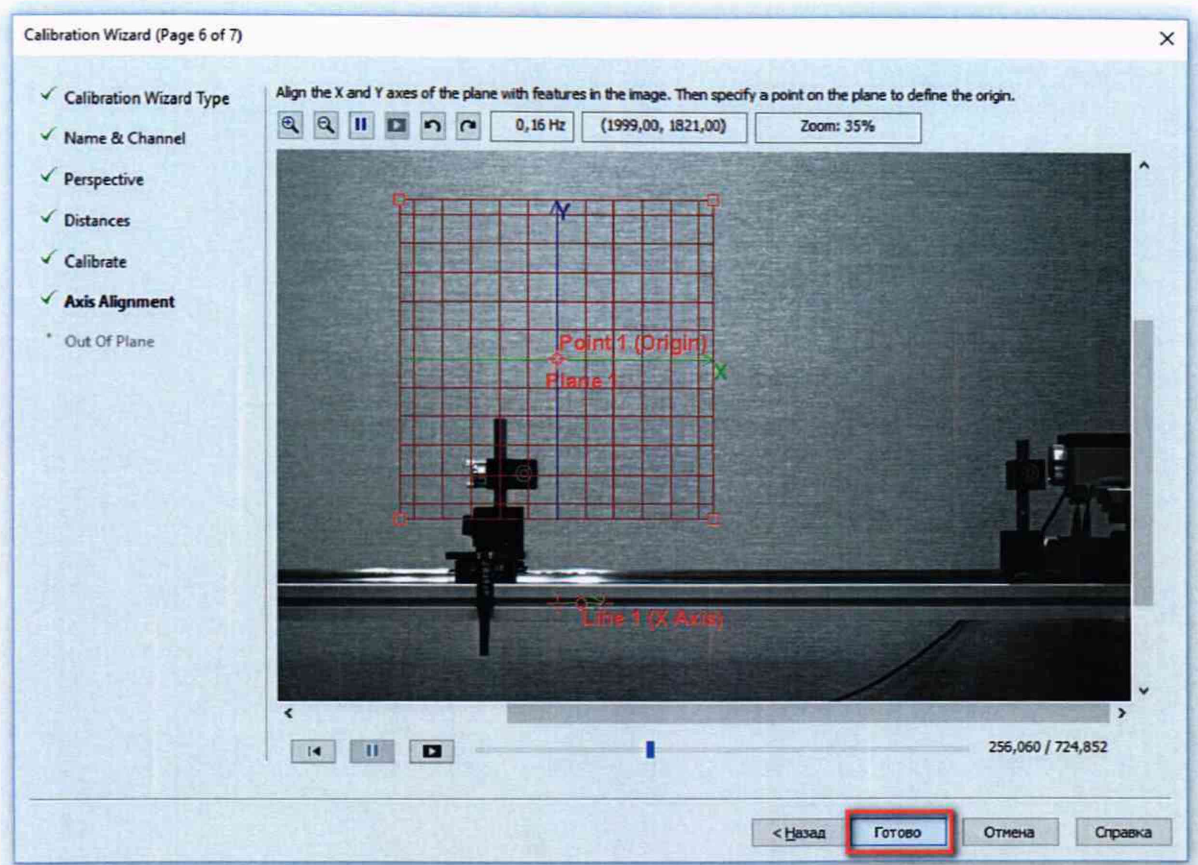 Calibration Wizard (Page 6 of 7)
Calibration Wizard Type
Name & Channel
Perspective
Distances
Calibrate
Axis Alignment
Out Of Plane
Align the X and Y axes of the plane with features in the image. Then specify a point on the plane to define the origin.
0,16 Hz
(1999,00, 1821,00)
Zoom: 35%
Y
Point 1 (Origin)
X
Plane 1
Line 1 (X Axis)
256,060 / 724,852
< Назад
Готово
Отмена
Справка